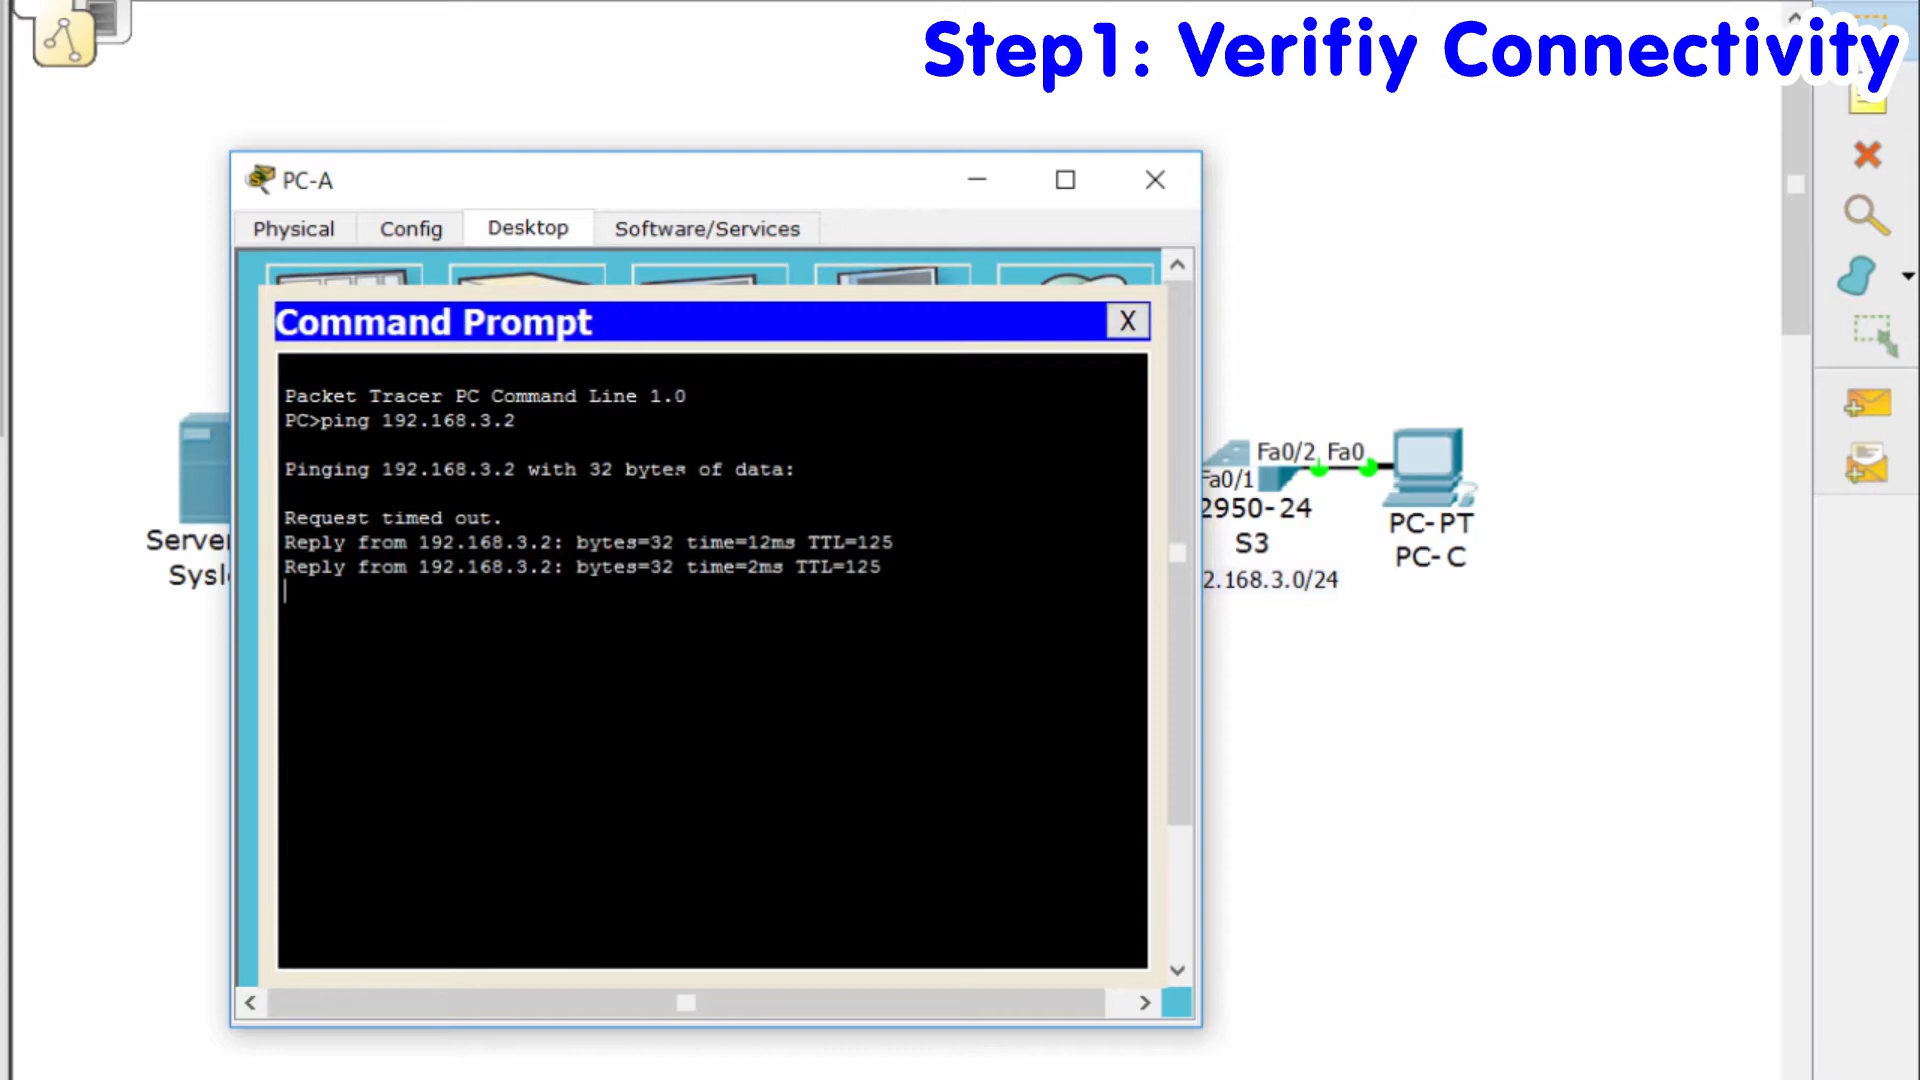 Step1: Verifiy Connectivity
PC-A
Physical Config Desktop Software/Services
Command Prompt X
Packet Tracer PC Command Line 1.0
PC>ping 192.168.3.2
Pinging 192.168.3.2 with 32 bytes of data:
Request timed out.
Reply from 192.168.3.2: bytes=32 time=12ms TTL=125
Reply from 192.168.3.2: bytes=32 time=2ms TTL=125
Serve
Sysl
Fa0/2 Fa0
Fa0/1
2950-24
S3
2.168.3.0/24
PC-PT
PC-C